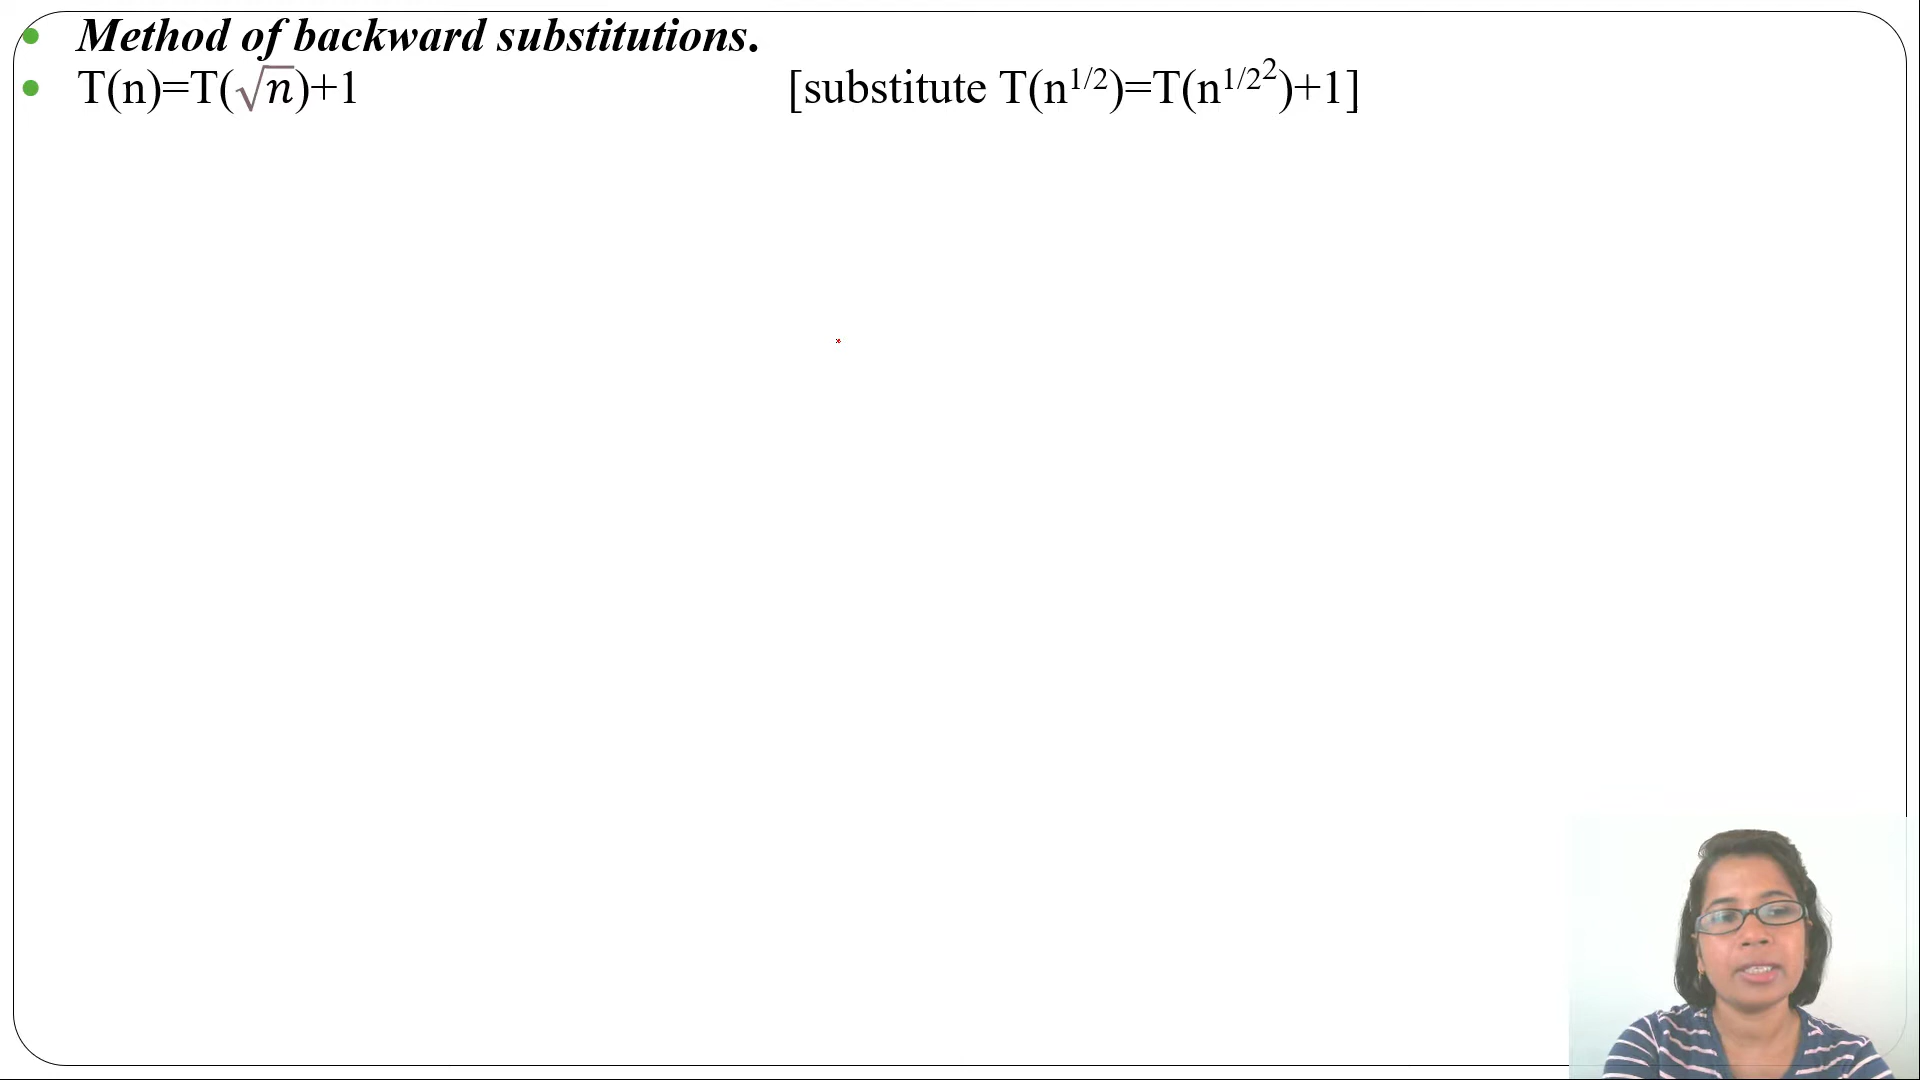 • Method of backward substitutions.
• T(n)=T(√n)+1 [substitute T(n^{1/2})=T(n^{1/2^2})+1]